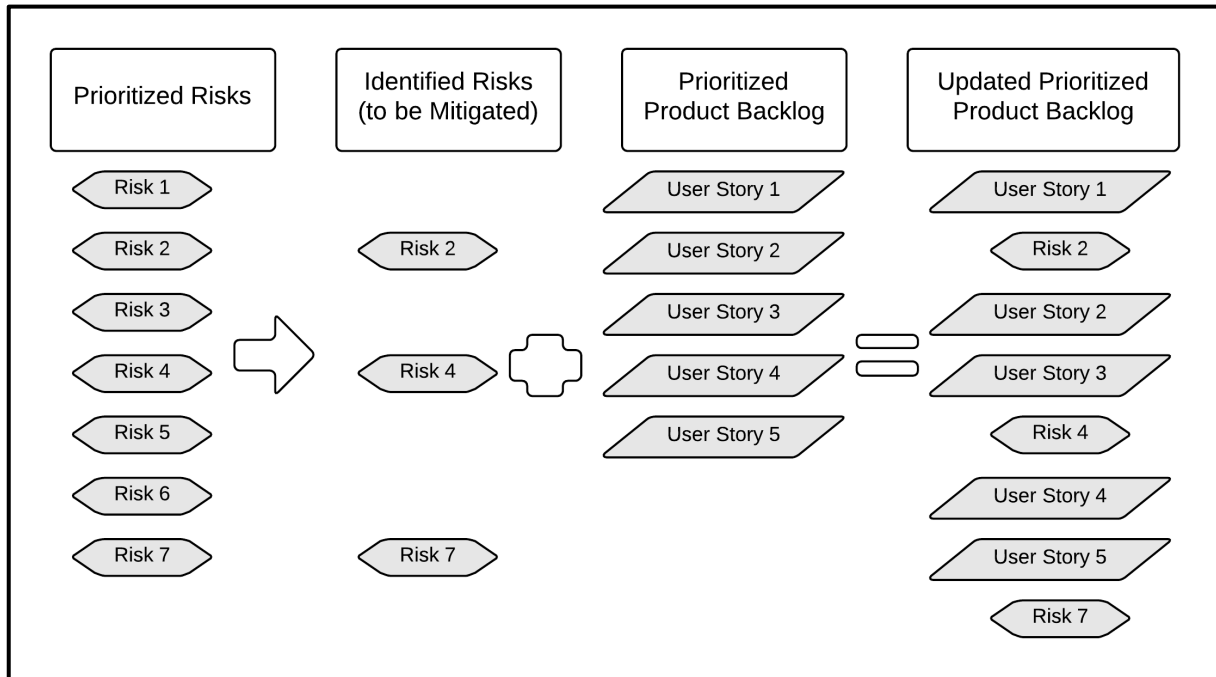 Prioritized Risks
Identified Risks
(to be Mitigated)
Prioritized
Product Backlog
Updated Prioritized
Product Backlog
Risk 1
User Story 1
User Story 1
Risk 2
Risk 2
User Story 2
Risk 2
Risk 3
User Story 3
User Story 2
Risk 4
Risk 4
User Story 4
User Story 3
Risk 5
User Story 5
Risk 4
Risk 6
User Story 4
Risk 7
Risk 7
User Story 5
Risk 7